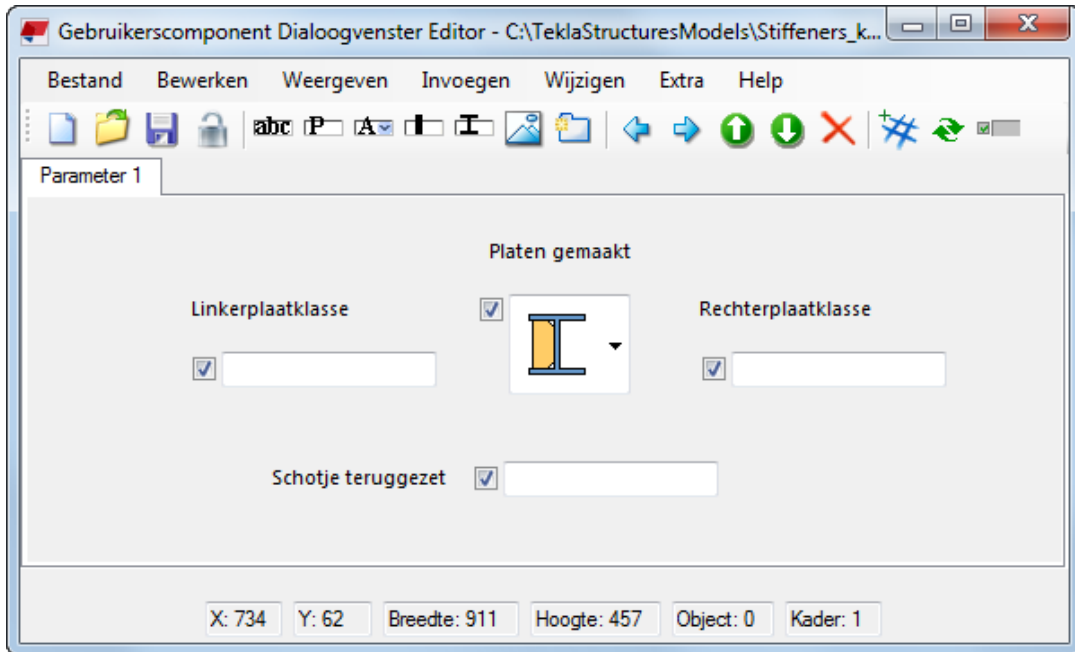 Gebruikerscomponent Dialoogvenster Editor - C:\TeklaStructuresModels\Stiffeners_k...
Bestand Bewerken Weergeven Invoegen Wijzigen Extra Help
abc P A
Parameter 1
Platen gemaakt
Linkerplaatklasse Rechterplaatklasse
Schotje teruggezet
X: 734 Y: 62 Breedte: 911 Hoogte: 457 Object: 0 Kader: 1